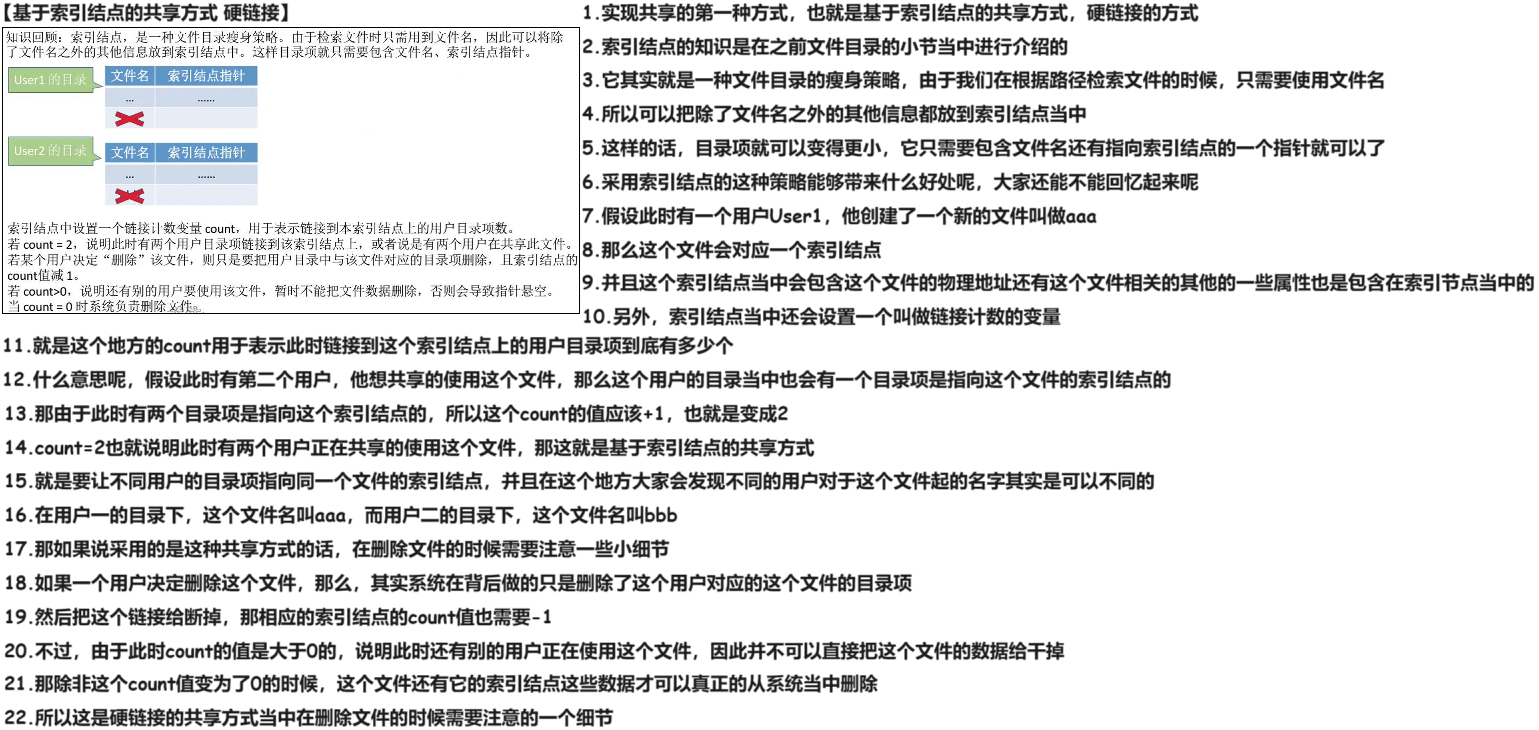 【基于索引结点的共享方式 硬链接】
知识回顾：索引结点，是一种文件目录瘦身策略。由于检索文件时只需用到文件名，因此可以将除
了文件名之外的其他信息放到索引结点中。这样目录项就只需要包含文件名、索引结点指针。
User1 的目录
文件名 索引结点指针
... ......
User2 的目录
文件名 索引结点指针
... ......
索引结点中设置一个链接计数变量 count，用于表示链接到本索引结点上的用户目录项数。
若 count = 2，说明此时有两个用户目录项链接到该索引结点上，或者说是有两个用户在共享此文件。
若某个用户决定“删除”该文件，则只是要把用户目录中与该文件对应的目录项删除，且索引结点的
count值减 1。
若 count>0，说明还有别的用户要使用该文件，暂时不能把文件数据删除，否则会导致指针悬空。
当 count = 0 时系统负责删除文件。
1.实现共享的第一种方式，也就是基于索引结点的共享方式，硬链接的方式
2.索引结点的知识是在之前文件目录的小节当中进行介绍的
3.它其实就是一种文件目录的瘦身策略，由于我们在根据路径检索文件的时候，只需要使用文件名
4.所以可以把除了文件名之外的其他信息都放到索引结点当中
5.这样的话，目录项就可以变得更小，它只需要包含文件名还有指向索引结点的一个指针就可以了
6.采用索引结点的这种策略能够带来什么好处呢，大家还能不能回忆起来呢
7.假设此时有一个用户User1，他创建了一个新的文件叫做aaa
8.那么这个文件会对应一个索引结点
9.并且这个索引结点当中会包含这个文件的物理地址还有这个文件相关的其他的一些属性也是包含在索引节点当中的
10.另外，索引结点当中还会设置一个叫做链接计数的变量
11.就是这个地方的count用于表示此时链接到这个索引结点上的用户目录项到底有多少个
12.什么意思呢，假设此时有第二个用户，他想共享的使用这个文件，那么这个用户的目录当中也会有一个目录项是指向这个文件的索引结点的
13.那由于此时有两个目录项是指向这个索引结点的，所以这个count的值应该+1，也就是变成2
14.count=2也就说明此时有两个用户正在共享的使用这个文件，那这就是基于索引结点的共享方式
15.就是要让不同用户的目录项指向同一个文件的索引结点，并且在这个地方大家会发现不同的用户对于这个文件起的名字其实是可以不同的
16.在用户一的目录下，这个文件名叫aaa，而用户二的目录下，这个文件名叫bbb
17.那如果说采用的是这种共享方式的话，在删除文件的时候需要注意一些小细节
18.如果一个用户决定删除这个文件，那么，其实系统在背后做的只是删除了这个用户对应的这个文件的目录项
19.然后把这个链接给断掉，那相应的索引结点的count值也需要-1
20.不过，由于此时count的值是大于0的，说明此时还有别的用户正在使用这个文件，因此并不可以直接把这个文件的数据给干掉
21.那除非这个count值变为了0的时候，这个文件还有它的索引结点这些数据才可以真正的从系统当中删除
22.所以这是硬链接的共享方式当中在删除文件的时候需要注意的一个细节